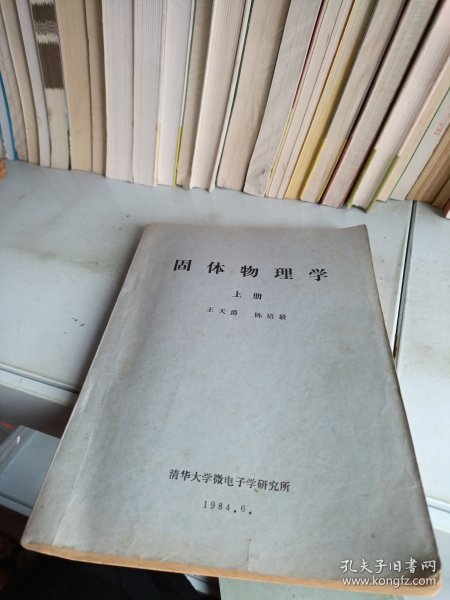 固体物理学
上册
王天爵 陈培毅
清华大学微电子学研究所
1984.6.
孔夫子旧书网
www.kongfz.com